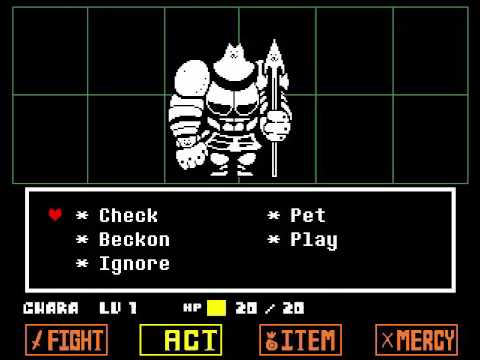 * Check * Pet
* Beckon * Play
* Ignore
CHARA LV 1 HP 20 / 20
FIGHT ACT ITEM MERCY